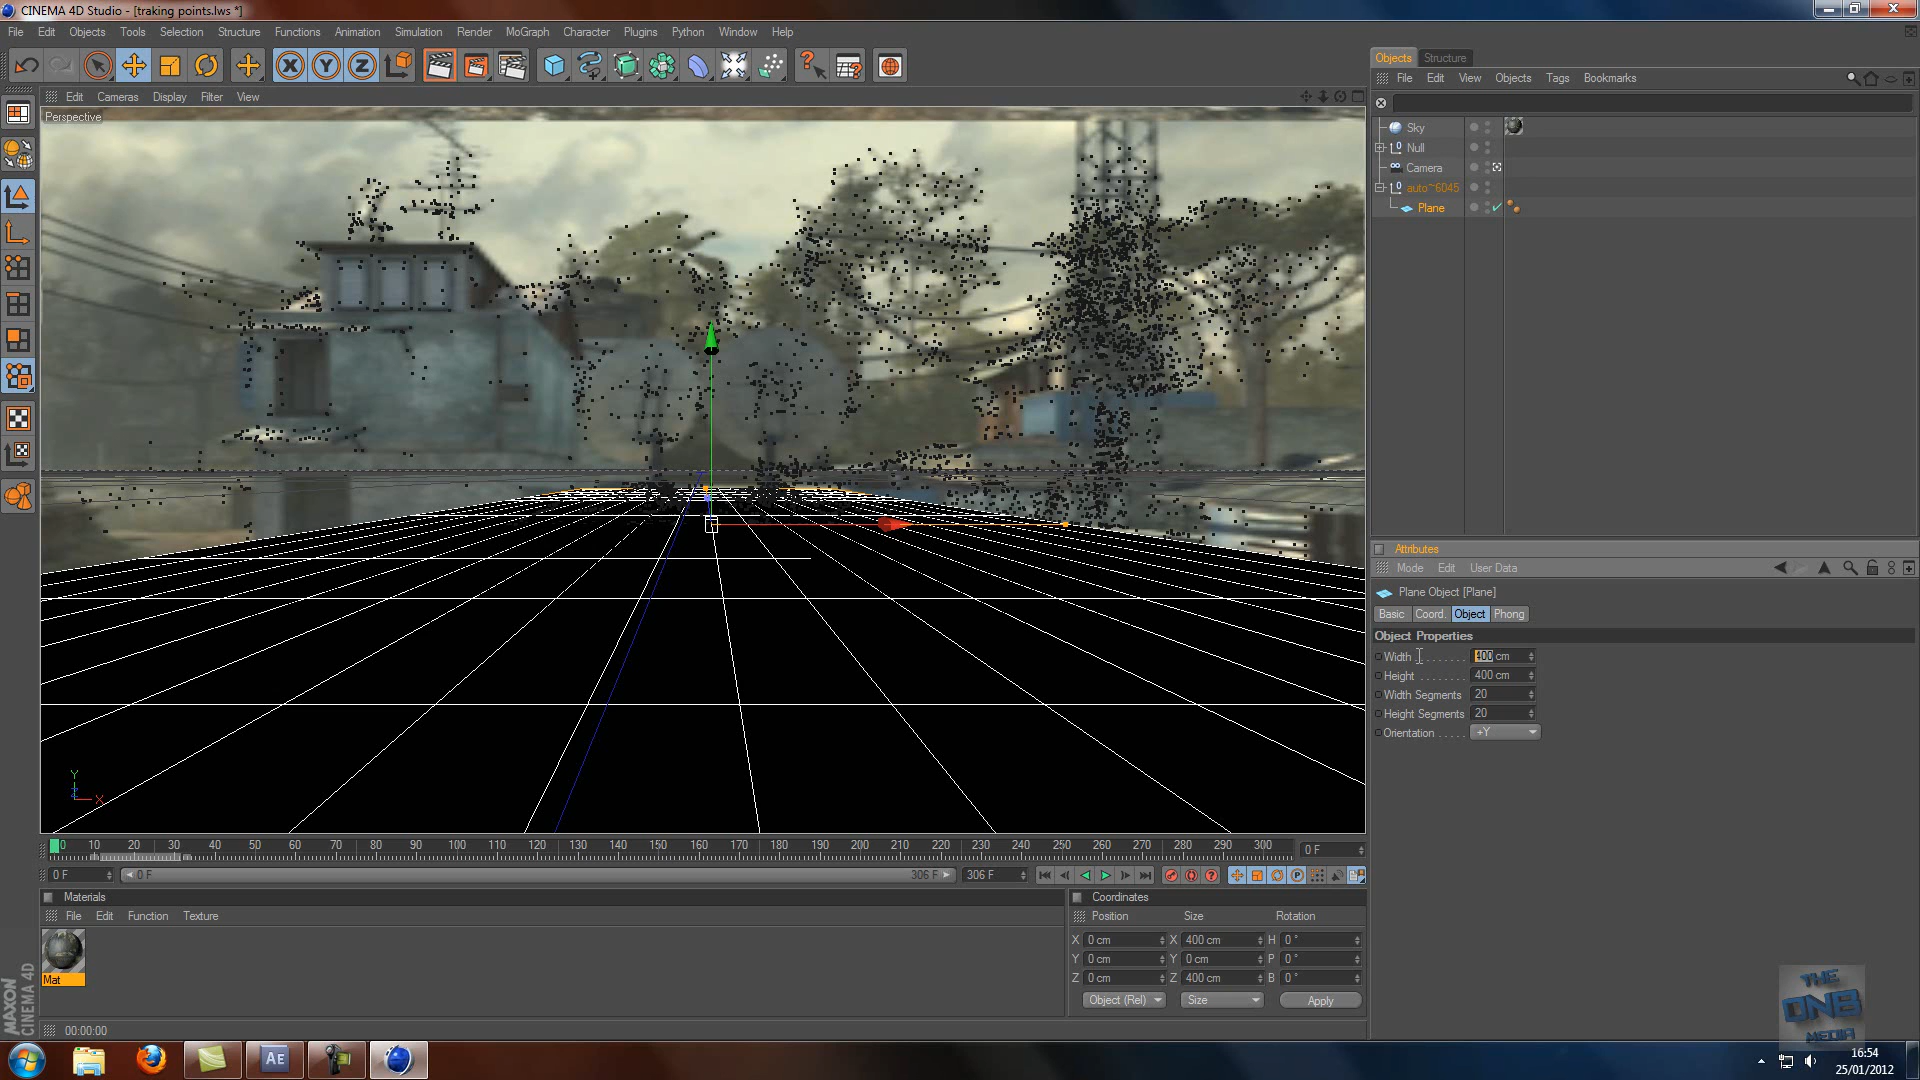 CINEMA 4D Studio - [traking points.lws *]
File Edit Objects Tools Selection Structure Functions Animation Simulation Render MoGraph Character Plugins Python Window Help
Edit Cameras Display Filter View
Perspective
Y
X
Z
0 10 20 30 40 50 60 70 80 90 100 110 120 130 140 150 160 170 180 190 200 210 220 230 240 250 260 270 280 290 300
0 F
0 F
0 F
306 F
306 F
Materials
File Edit Function Texture
Mat
00:00:00
MAXON
CINEMA 4D
Coordinates
Position Size Rotation
X 0 cm X 400 cm H 0 °
Y 0 cm Y 0 cm P 0 °
Z 0 cm Z 400 cm B 0 °
Object (Rel) Size Apply
Objects Structure
File Edit View Objects Tags Bookmarks
Sky
Null
Camera
auto~6045
Plane
Attributes
Mode Edit User Data
Plane Object [Plane]
Basic Coord. Object Phong
Object Properties
Width . . . . . . . 400 cm
Height . . . . . . . 400 cm
Width Segments 20
Height Segments 20
Orientation . . . . . +Y
THE
DNB
MEDIA
AE
16:54
25/01/2012